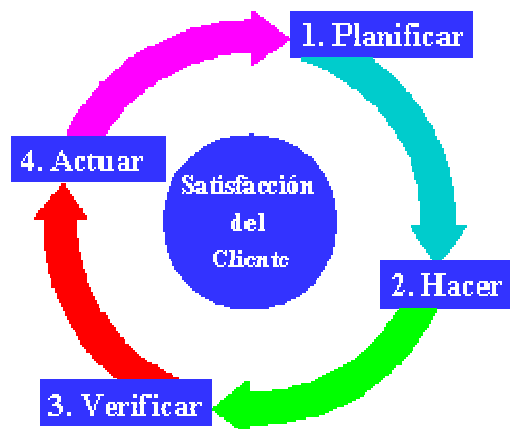 1. Planificar
4. Actuar
Satisfacción
del
Cliente
2. Hacer
3. Verificar